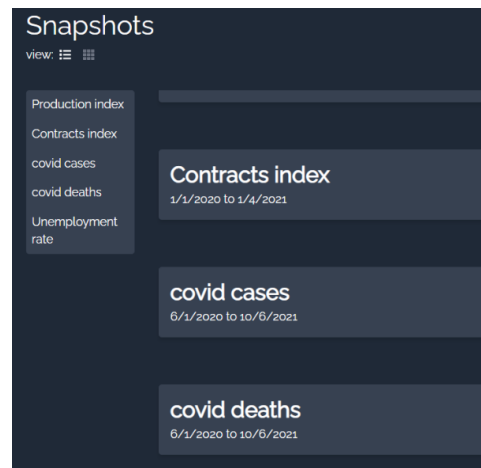 Snapshots
view:
Production index
Contracts index
covid cases
covid deaths
Unemployment
rate
Contracts index
1/1/2020 to 1/4/2021
covid cases
6/1/2020 to 10/6/2021
covid deaths
6/1/2020 to 10/6/2021